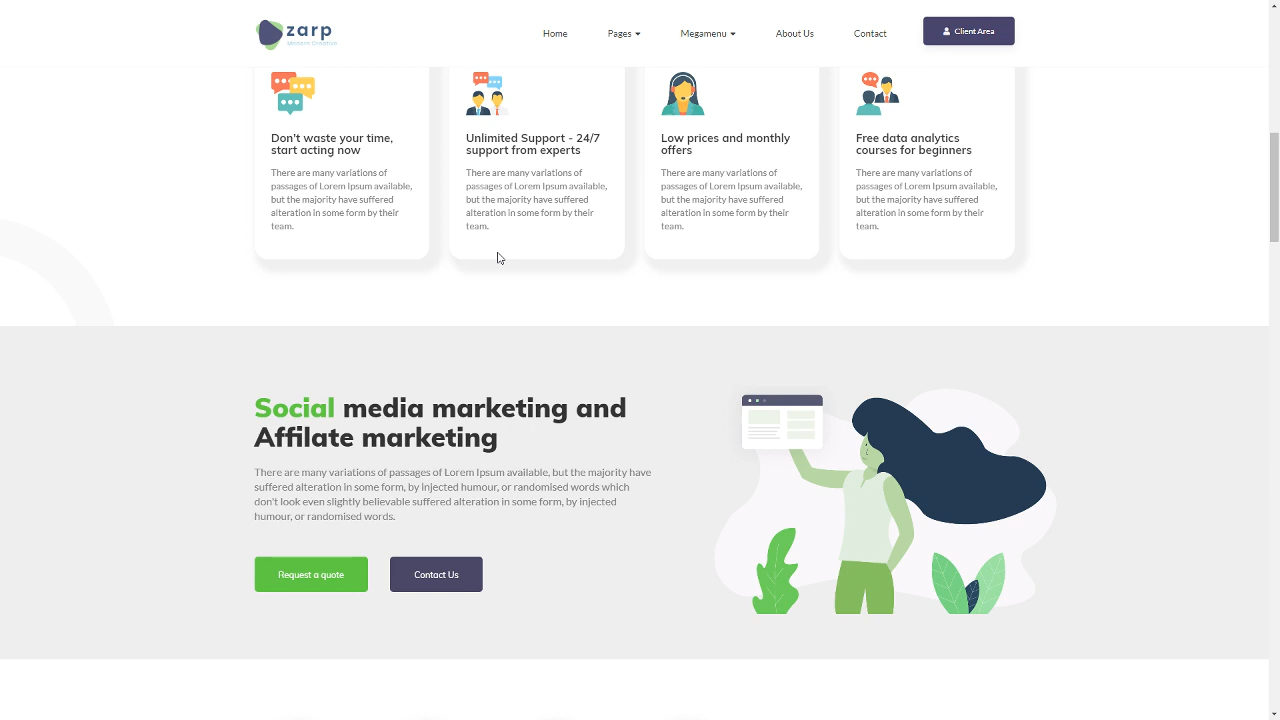 zarp
Home
Pages
Megamenu
About Us
Contact
Client Area
Don't waste your time,
start acting now
There are many variations of
passages of Lorem Ipsum available,
but the majority have suffered
alteration in some form by their
team.
Unlimited Support - 24/7
support from experts
There are many variations of
passages of Lorem Ipsum available,
but the majority have suffered
alteration in some form by their
team.
Low prices and monthly
offers
There are many variations of
passages of Lorem Ipsum available,
but the majority have suffered
alteration in some form by their
team.
Free data analytics
courses for beginners
There are many variations of
passages of Lorem Ipsum available,
but the majority have suffered
alteration in some form by their
team.
Social media marketing and
Affilate marketing
There are many variations of passages of Lorem Ipsum available, but the majority have
suffered alteration in some form, by injected humour, or randomised words which
don't look even slightly believable suffered alteration in some form, by injected
humour, or randomised words.
Request a quote
Contact Us